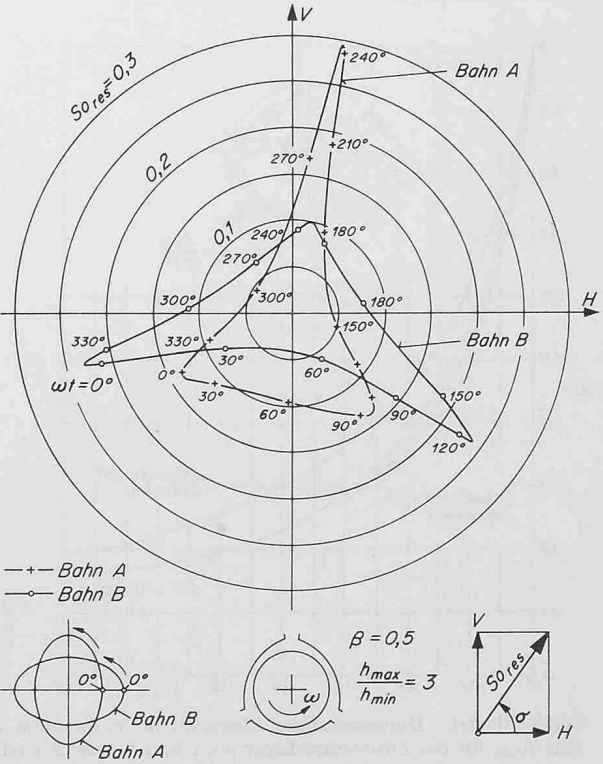 V
So res = 0,3
240°
Bahn A
210°
270°
0,2
0,1
240°
180°
270°
300°
300°
180°
H
330°
330°
150°
Bahn B
30°
60°
ωt = 0°
0°
30°
60°
90°
90°
150°
120°
Bahn A
Bahn B
0°
0°
Bahn B
Bahn A
ω
β = 0,5
hmax
hmin
= 3
V
So res
σ
H